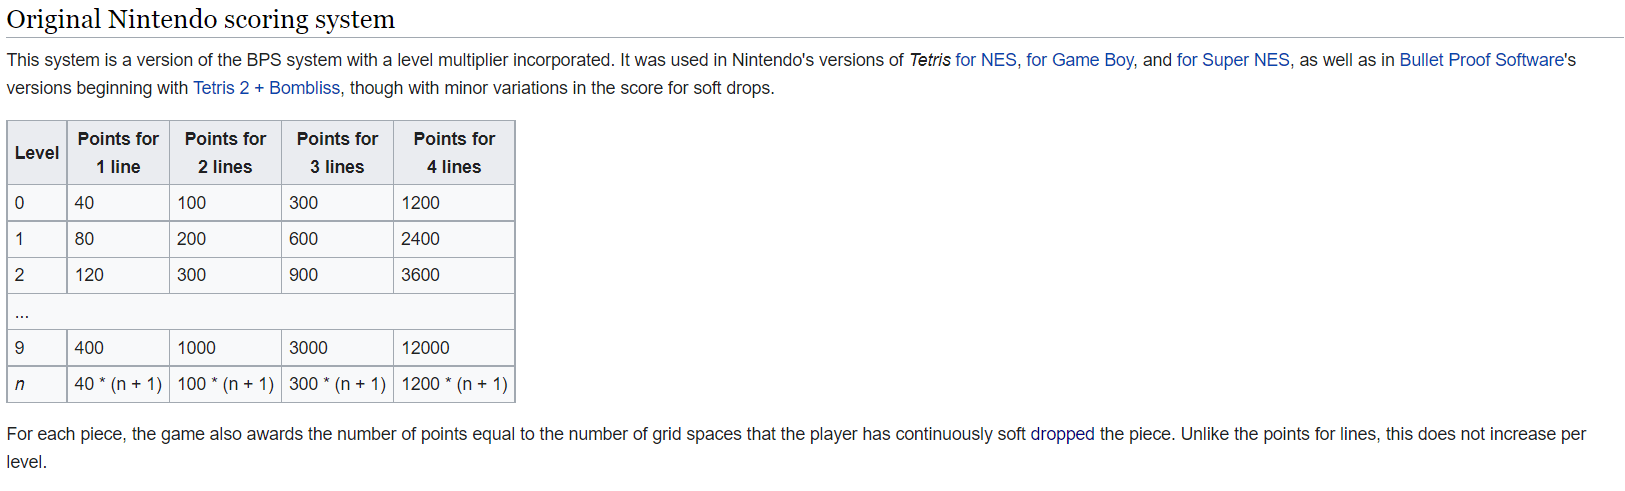 Original Nintendo scoring system
This system is a version of the BPS system with a level multiplier incorporated. It was used in Nintendo's versions of Tetris for NES, for Game Boy, and for Super NES, as well as in Bullet Proof Software's
versions beginning with Tetris 2 + Bombliss, though with minor variations in the score for soft drops.
Level Points for 1 line Points for 2 lines Points for 3 lines Points for 4 lines
0 40 100 300 1200
1 80 200 600 2400
2 120 300 900 3600
...
9 400 1000 3000 12000
n 40 * (n + 1) 100 * (n + 1) 300 * (n + 1) 1200 * (n + 1)
For each piece, the game also awards the number of points equal to the number of grid spaces that the player has continuously soft dropped the piece. Unlike the points for lines, this does not increase per
level.